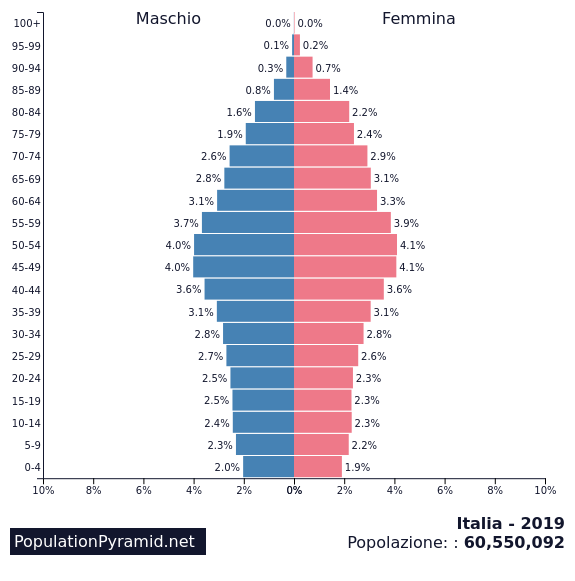 Maschio Femmina
100+ 0.0% 0.0%
95-99 0.1% 0.2%
90-94 0.3% 0.7%
85-89 0.8% 1.4%
80-84 1.6% 2.2%
75-79 1.9% 2.4%
70-74 2.6% 2.9%
65-69 2.8% 3.1%
60-64 3.1% 3.3%
55-59 3.7% 3.9%
50-54 4.0% 4.1%
45-49 4.0% 4.1%
40-44 3.6% 3.6%
35-39 3.1% 3.1%
30-34 2.8% 2.8%
25-29 2.7% 2.6%
20-24 2.5% 2.3%
15-19 2.5% 2.3%
10-14 2.4% 2.3%
5-9 2.3% 2.2%
0-4 2.0% 1.9%
10% 8% 6% 4% 2% 0% 2% 4% 6% 8% 10%
Italia - 2019
PopulationPyramid.net Popolazione: : 60,550,092